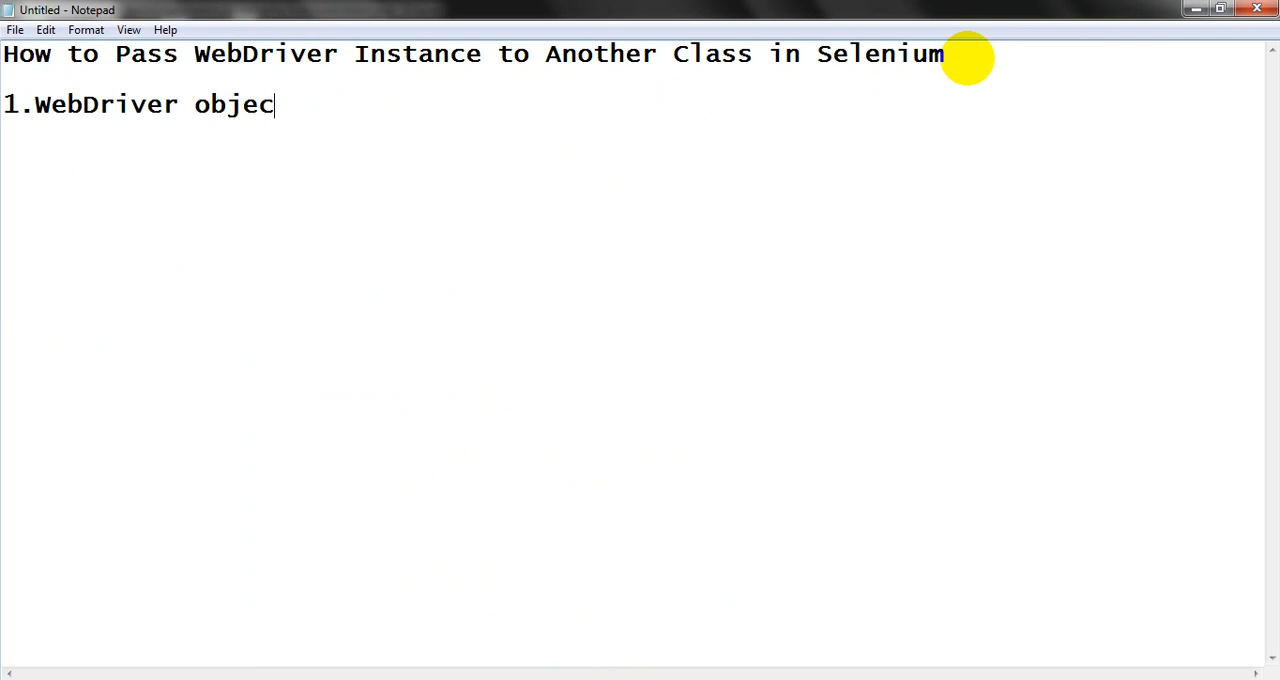 Untitled - Notepad
File Edit Format View Help
How to Pass WebDriver Instance to Another Class in Selenium
1.WebDriver objec